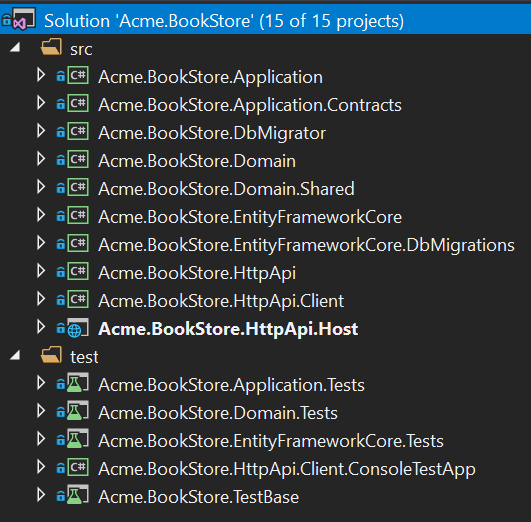 Solution 'Acme.BookStore' (15 of 15 projects)
src
C# Acme.BookStore.Application
C# Acme.BookStore.Application.Contracts
C# Acme.BookStore.DbMigrator
C# Acme.BookStore.Domain
C# Acme.BookStore.Domain.Shared
C# Acme.BookStore.EntityFrameworkCore
C# Acme.BookStore.EntityFrameworkCore.DbMigrations
C# Acme.BookStore.HttpApi
C# Acme.BookStore.HttpApi.Client
Acme.BookStore.HttpApi.Host
test
Acme.BookStore.Application.Tests
Acme.BookStore.Domain.Tests
Acme.BookStore.EntityFrameworkCore.Tests
C# Acme.BookStore.HttpApi.Client.ConsoleTestApp
Acme.BookStore.TestBase